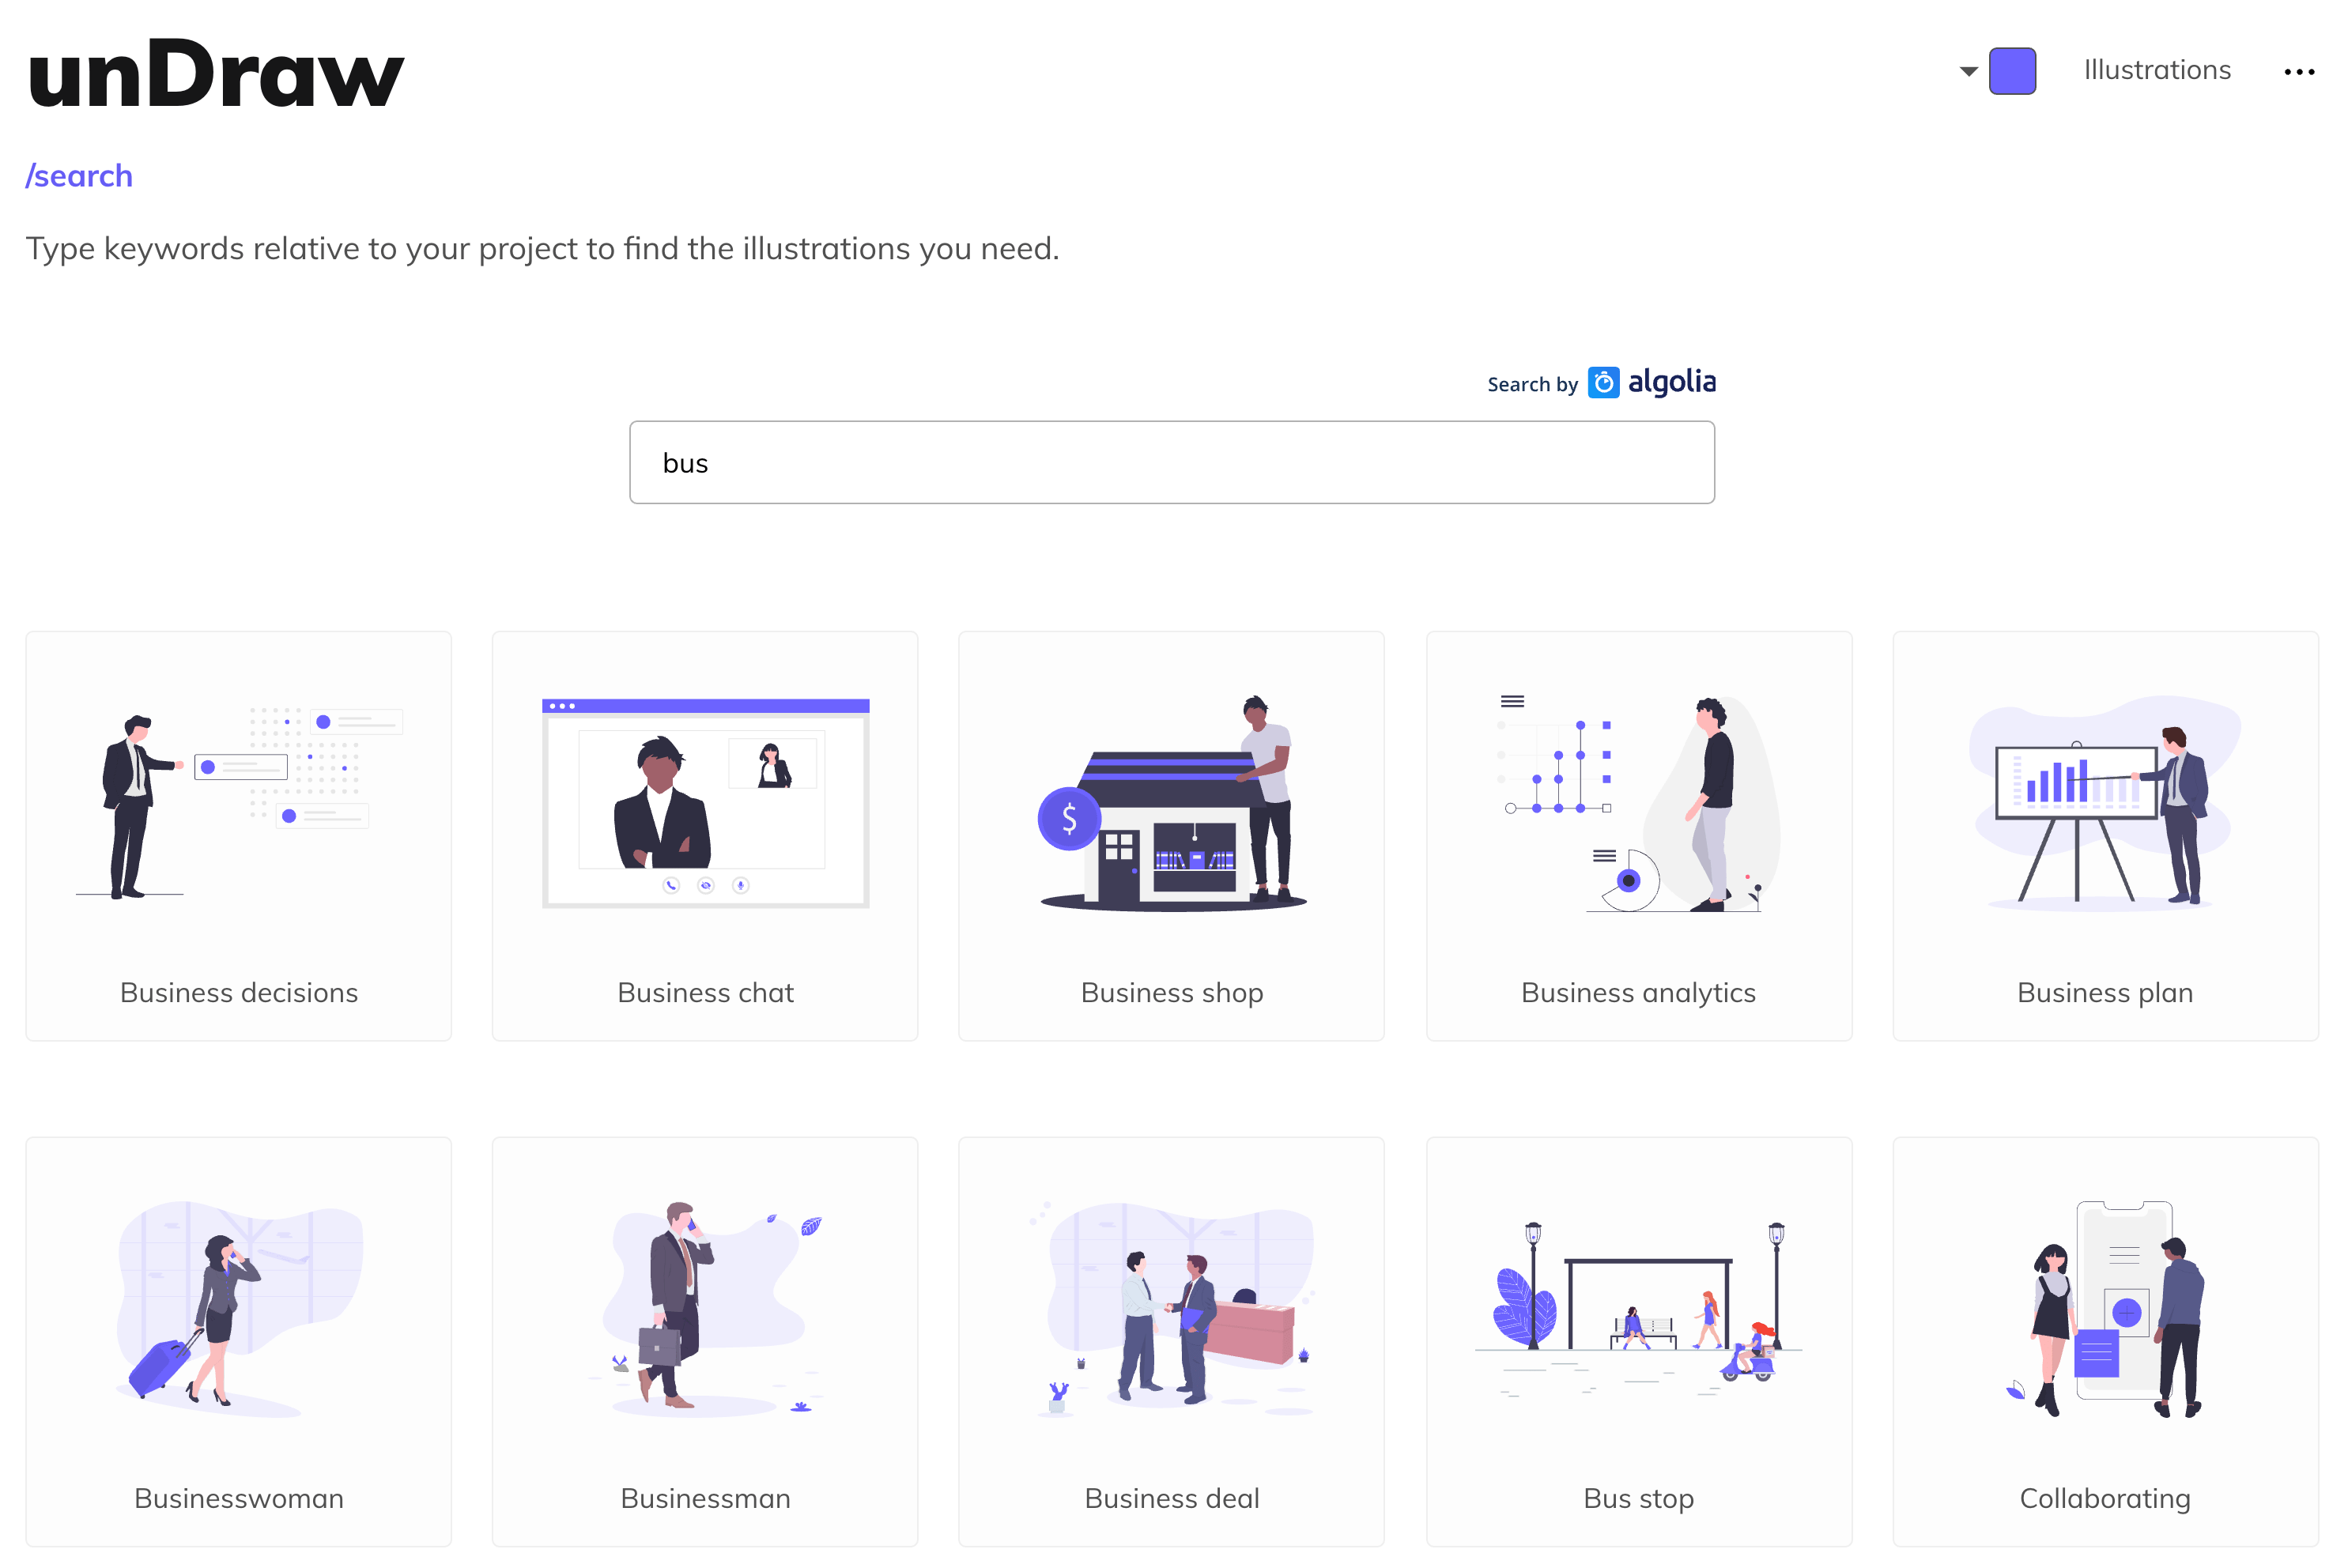 unDraw
Illustrations
/search
Type keywords relative to your project to find the illustrations you need.
Search by algolia
bus
$
Business decisions
Business chat
Business shop
Business analytics
Business plan
Businesswoman
Businessman
Business deal
Bus stop
Collaborating